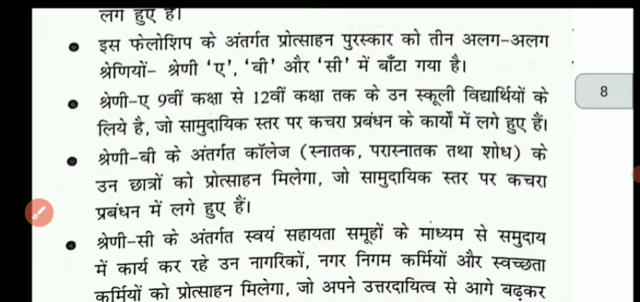 लगे हुए हैं।
इस फेलोशिप के अंतर्गत प्रोत्साहन पुरस्कार को तीन अलग-अलग
श्रेणियों- श्रेणी ‘ए’, ‘बी’ और ‘सी’ में बाँटा गया है।
श्रेणी-ए 9वीं कक्षा से 12वीं कक्षा तक के उन स्कूली विद्यार्थियों के
8
लिये है, जो सामुदायिक स्तर पर कचरा प्रबंधन के कार्यों में लगे हुए हैं।
श्रेणी-बी के अंतर्गत कॉलेज (स्नातक, परास्नातक तथा शोध) के
उन छात्रों को प्रोत्साहन मिलेगा, जो सामुदायिक स्तर पर कचरा
प्रबंधन में लगे हुए हैं।
श्रेणी-सी के अंतर्गत स्वयं सहायता समूहों के माध्यम से समुदाय
में कार्य कर रहे उन नागरिकों, नगर निगम कर्मियों और स्वच्छता
कर्मियों को प्रोत्साहन मिलेगा, जो अपने उत्तरदायित्व से आगे बढ़कर